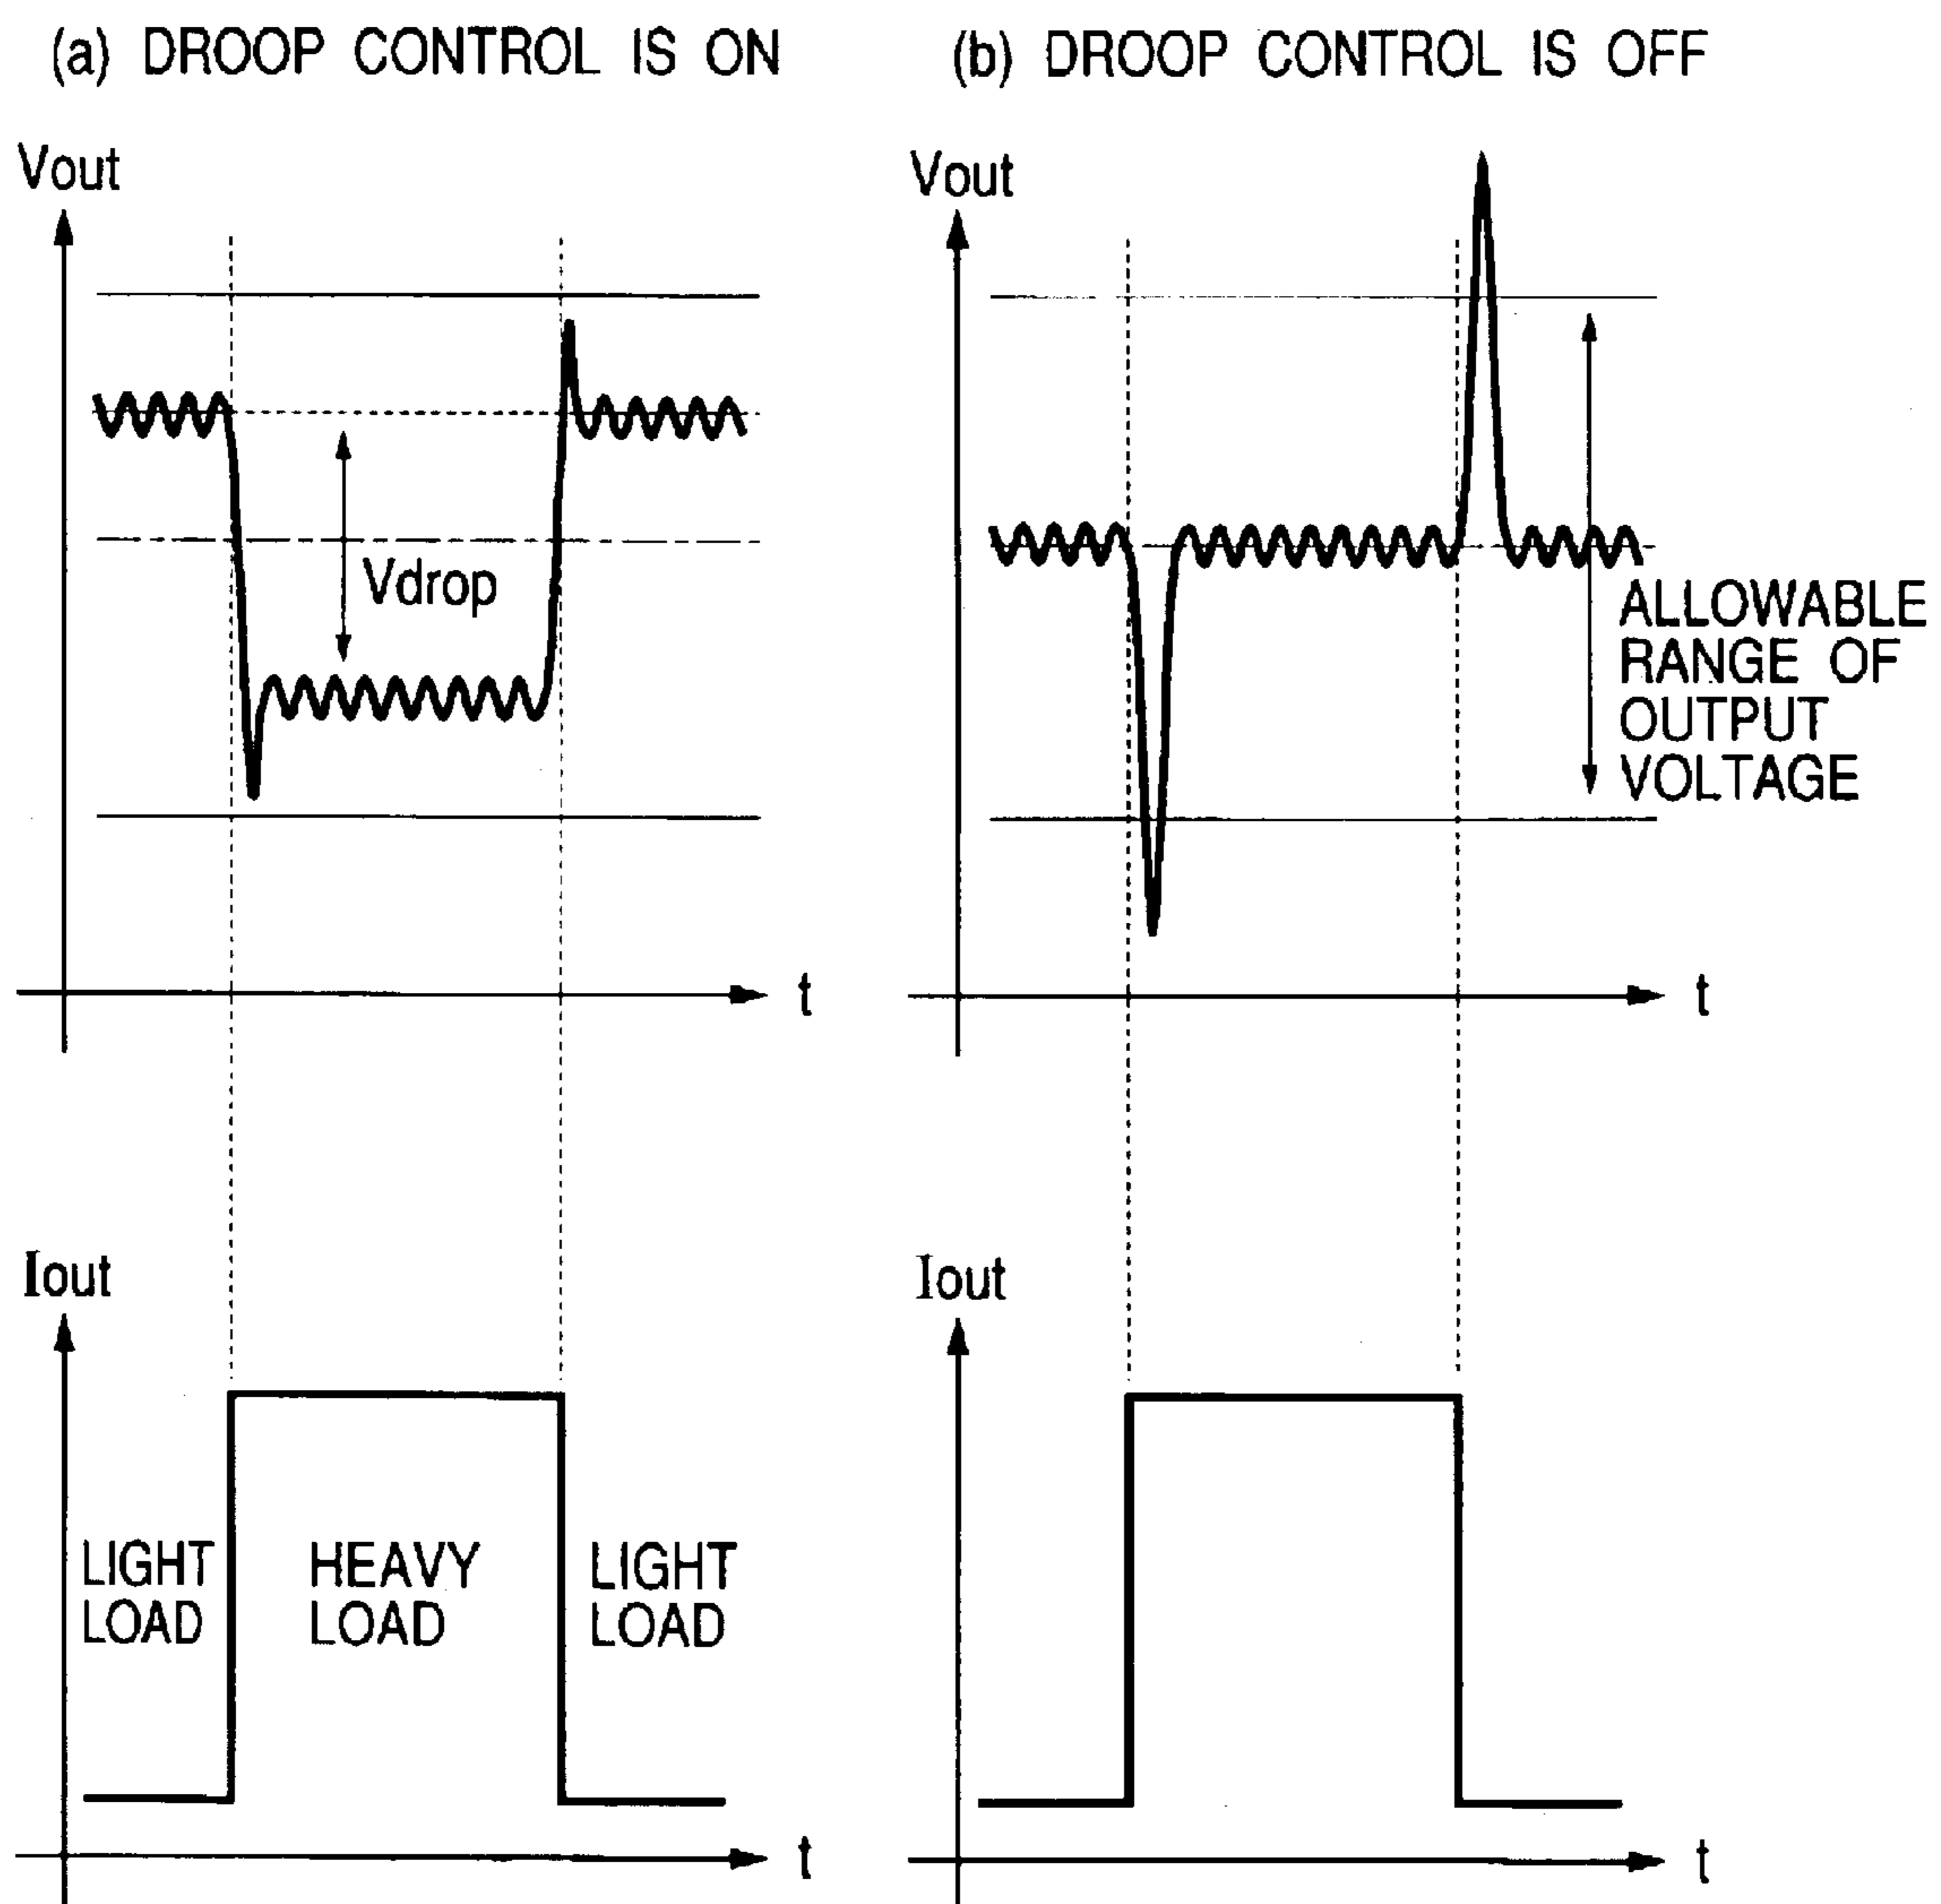 (a) DROOP CONTROL IS ON
(b) DROOP CONTROL IS OFF
Vout
Vdrop
t
Vout
ALLOWABLE
RANGE OF
OUTPUT
VOLTAGE
t
Iout
LIGHT
LOAD
HEAVY
LOAD
LIGHT
LOAD
t
Iout
t